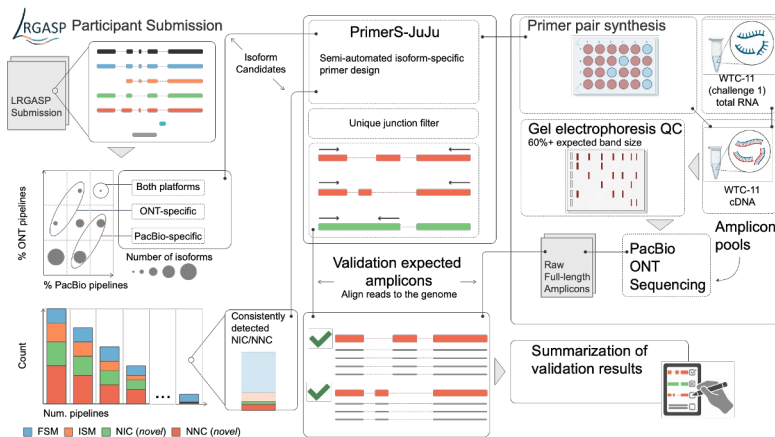 LRGASP Participant Submission
LRGASP
Submission
Isoform
Candidates
Both platforms
ONT-specific
PacBio-specific
% ONT pipelines
Number of isoforms
% PacBio pipelines
Count
Num. pipelines
Consistently
detected
NIC/NNC
FSM
ISM
NIC (novel)
NNC (novel)
PrimerS-JuJu
Semi-automated isoform-specific
primer design
Unique junction filter
Validation expected
amplicons
Align reads to the genome
Primer pair synthesis
WTC-11
(challenge 1)
total RNA
Gel electrophoresis QC
60%+ expected band size
WTC-11
cDNA
Raw
Full-length
Amplicons
PacBio
ONT
Sequencing
Amplicon
pools
Summarization of
validation results